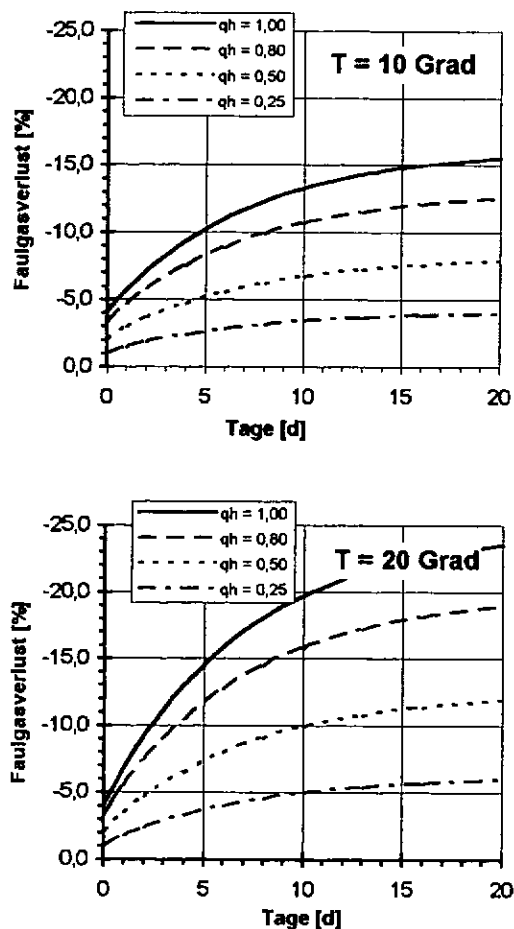 -25,0
qh = 1,00
qh = 0,80
qh = 0,50
qh = 0,25
T = 10 Grad
-20,0
-15,0
-10,0
-5,0
0,0
Faulgasverlust [%]
0
5
10
15
20
Tage [d]
-25,0
qh = 1,00
qh = 0,80
qh = 0,50
qh = 0,25
T = 20 Grad
-20,0
-15,0
-10,0
-5,0
0,0
Faulgasverlust [%]
0
5
10
15
20
Tage [d]